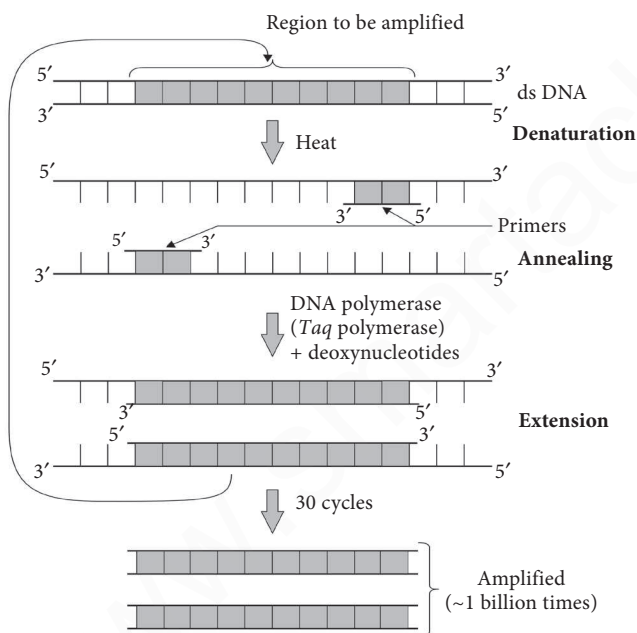 Region to be amplified
5′ 3′
ds DNA
3′ 5′
Denaturation
Heat
5′ 3′
3′ 5′
Primers
5′ 3′
Annealing
3′ 5′
DNA polymerase
(Taq polymerase)
+ deoxynucleotides
5′ 3′
3′ 5′
Extension
5′ 3′
3′ 5′
30 cycles
Amplified
(~1 billion times)